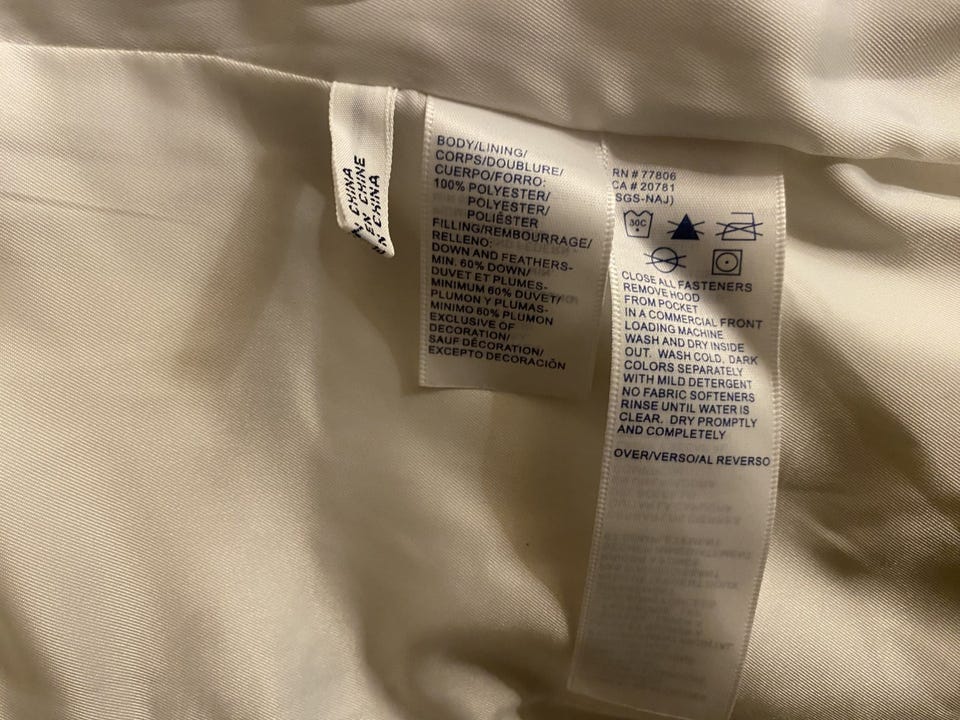 CHINA
EN CHINE
EN CHINA
BODY/LINING/
CORPS/DOUBLURE/
CUERPO/FORRO:
100% POLYESTER/
POLYESTER/
POLIÉSTER
FILLING/REMBOURRAGE/
RELLENO:
DOWN AND FEATHERS-
MIN. 60% DOWN/
DUVET ET PLUMES-
MINIMUM 60% DUVET/
PLUMON Y PLUMAS-
MINIMO 60% PLUMON
EXCLUSIVE OF
DECORATION/
SAUF DÉCORATION/
EXCEPTO DECORACIÓN
RN # 77806
CA # 20781
SGS-NAJ)
30C
CLOSE ALL FASTENERS
REMOVE HOOD
FROM POCKET
IN A COMMERCIAL FRONT
LOADING MACHINE
WASH AND DRY INSIDE
OUT. WASH COLD. DARK
COLORS SEPARATELY
WITH MILD DETERGENT
NO FABRIC SOFTENERS
RINSE UNTIL WATER IS
CLEAR. DRY PROMPTLY
AND COMPLETELY
OVER/VERSO/AL REVERSO